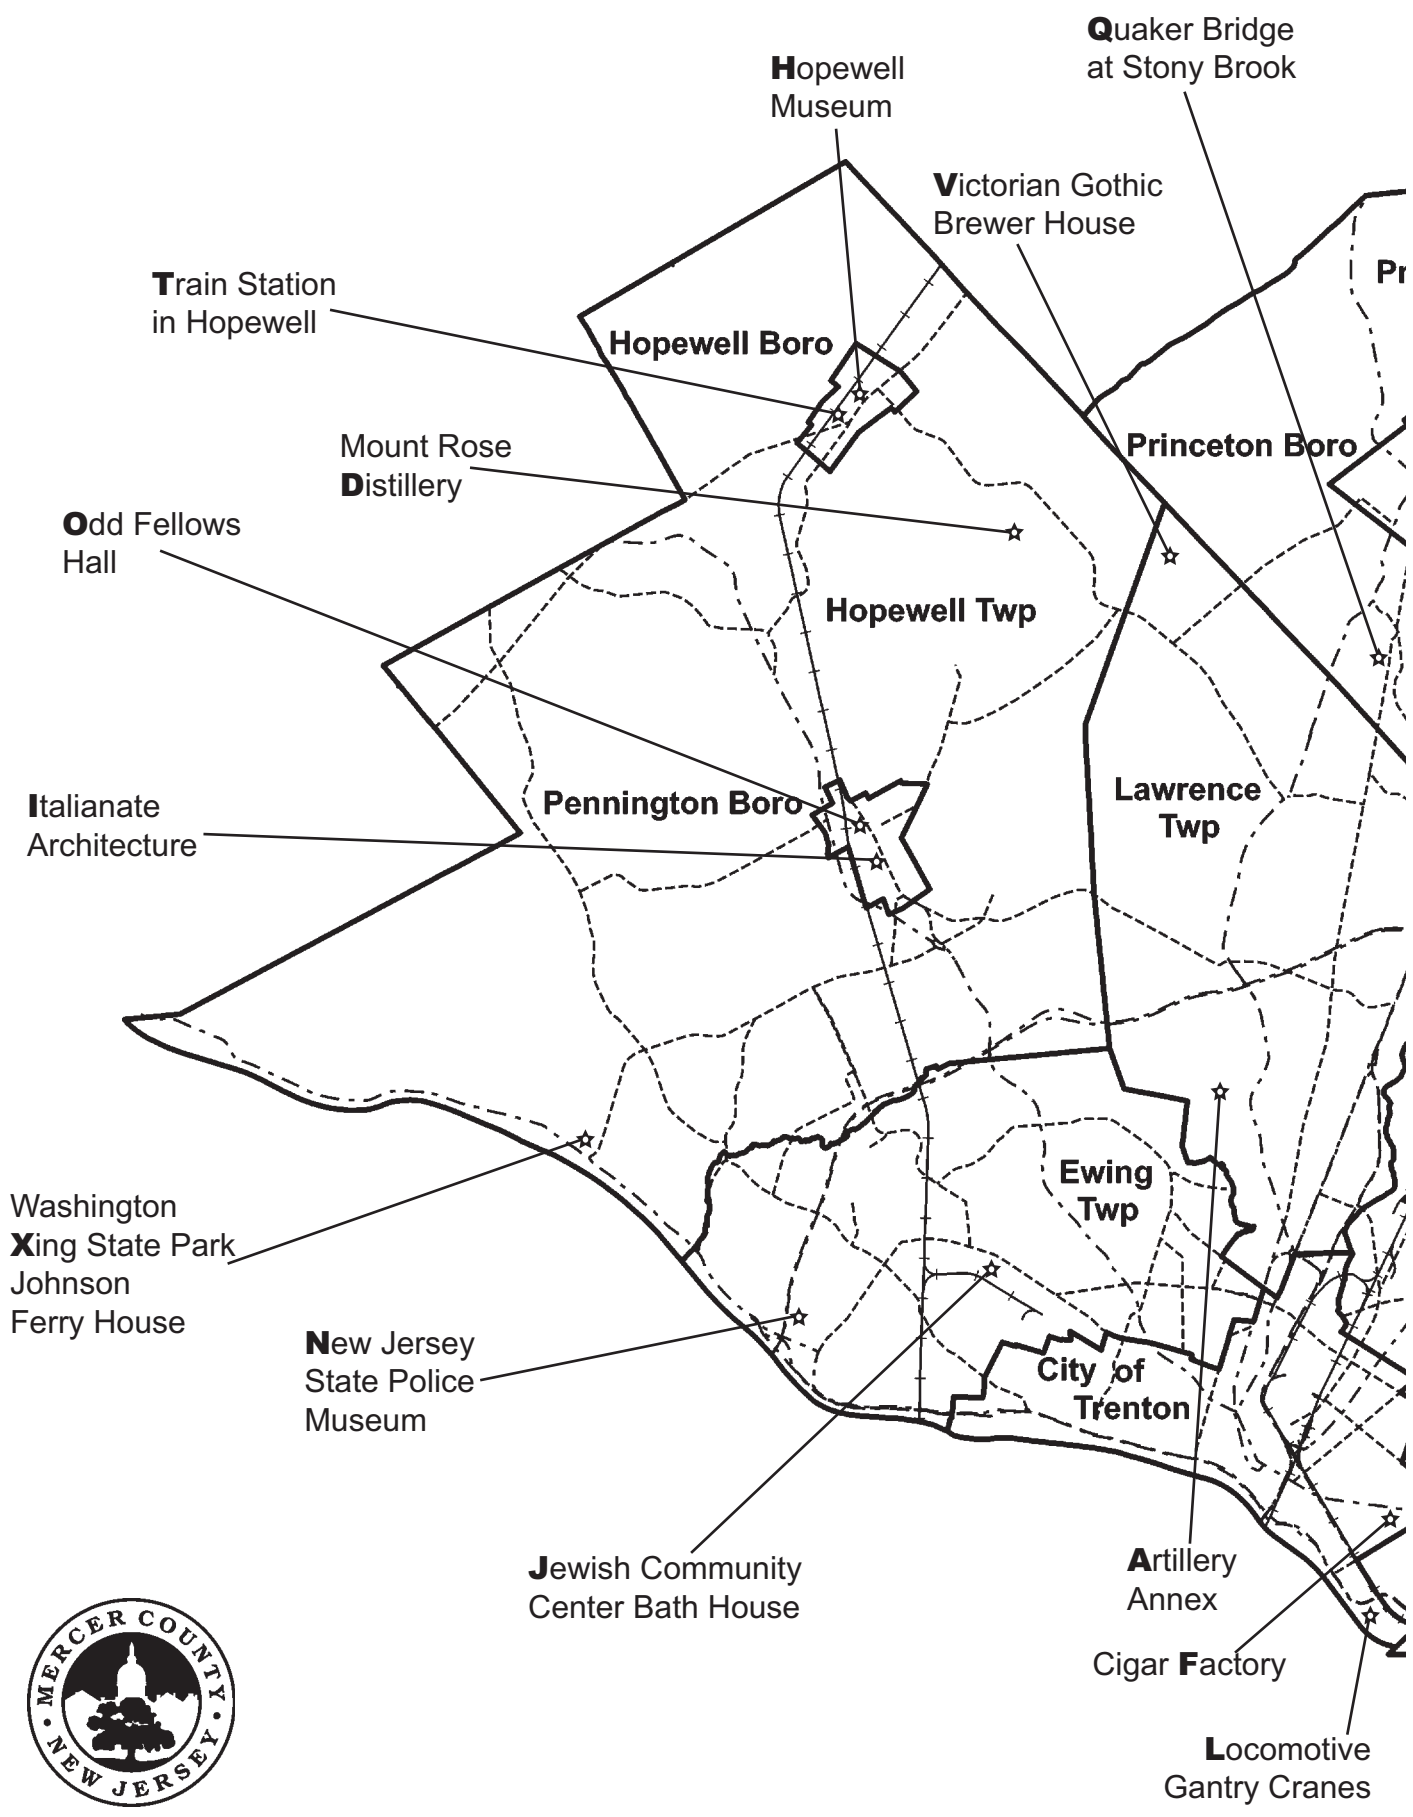 Quaker Bridge
at Stony Brook
Hopewell
Museum
Victorian Gothic
Brewer House
Train Station
in Hopewell
Pr
Hopewell Boro
Princeton Boro
Mount Rose
Distillery
Odd Fellows
Hall
Hopewell Twp
Lawrence
Twp
Pennington Boro
Italianate
Architecture
Ewing
Twp
Washington
Xing State Park
Johnson
Ferry House
New Jersey
State Police
Museum
City of
Trenton
Jewish Community
Center Bath House
Artillery
Annex
Cigar Factory
Locomotive
Gantry Cranes
MERCER COUNTY
• NEW JERSEY •